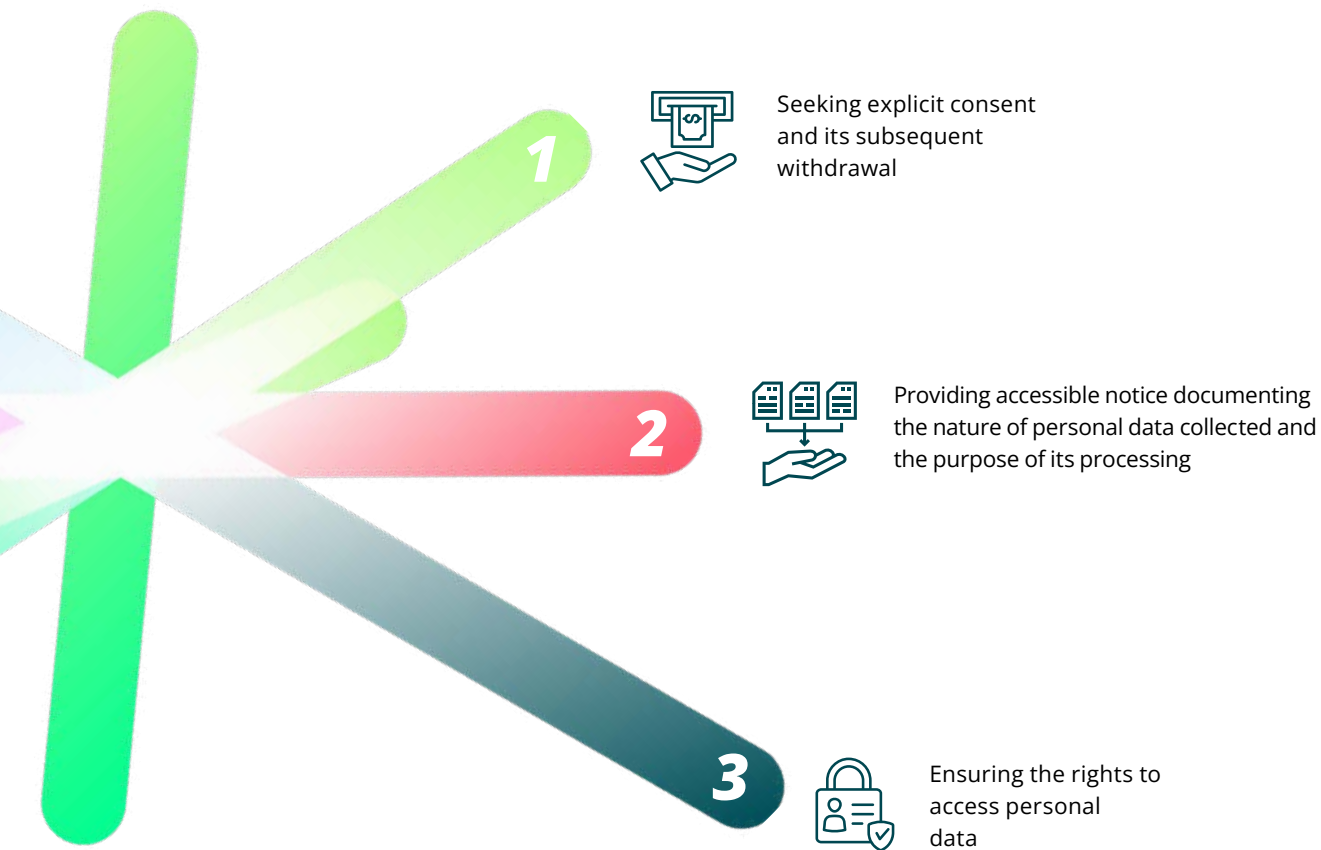 1
Seeking explicit consent
and its subsequent
withdrawal
2
Providing accessible notice documenting
the nature of personal data collected and
the purpose of its processing
3
Ensuring the rights to
access personal
data